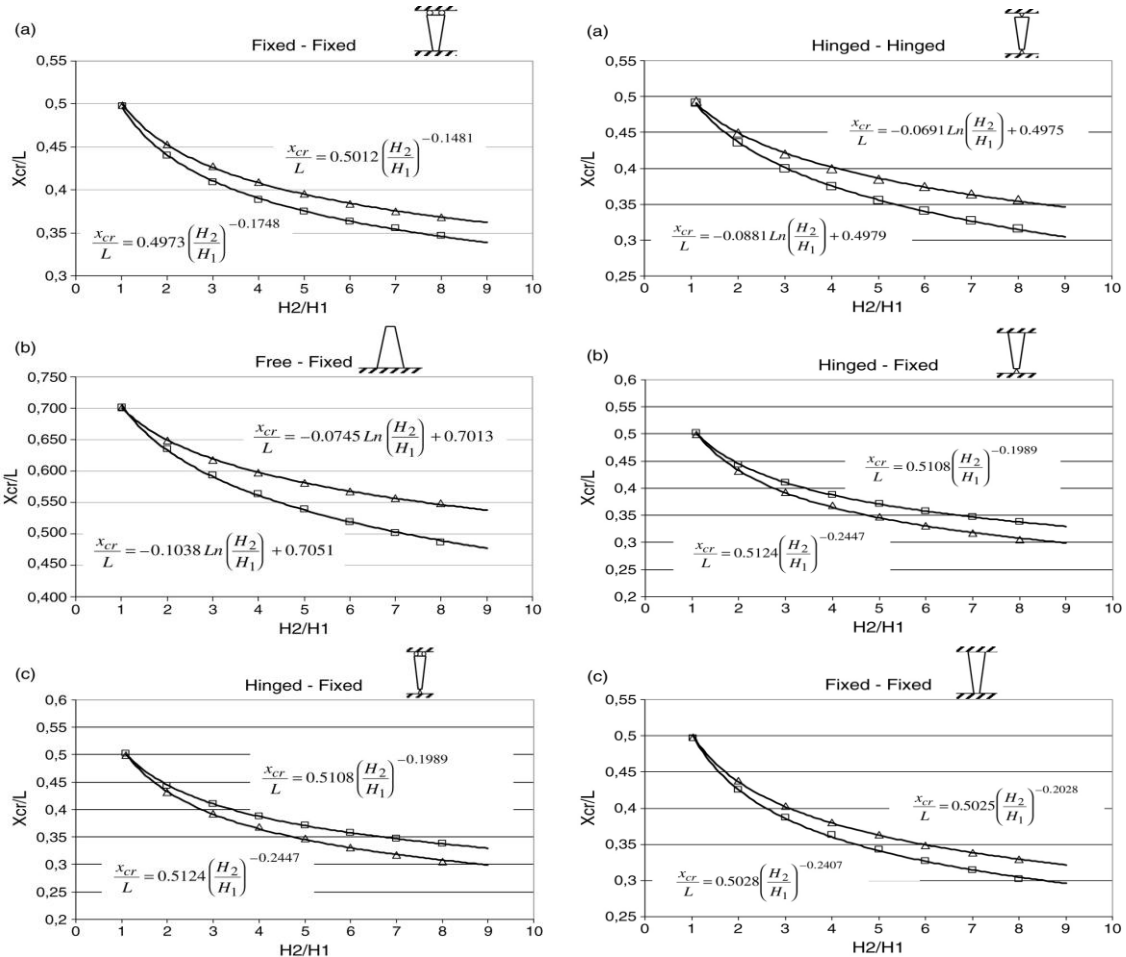 (a)
Fixed - Fixed
Xcr/L
0,55
0,5
0,45
0,4
0,35
0,3
x_cr/L = 0.5012 (H_2/H_1)^-0.1481
x_cr/L = 0.4973 (H_2/H_1)^-0.1748
0 1 2 3 4 5 6 7 8 9 10
H2/H1
(b)
Free - Fixed
Xcr/L
0,750
0,700
0,650
0,600
0,550
0,500
0,450
0,400
x_cr/L = -0.0745 Ln (H_2/H_1) + 0.7013
x_cr/L = -0.1038 Ln (H_2/H_1) + 0.7051
0 1 2 3 4 5 6 7 8 9 10
H2/H1
(c)
Hinged - Fixed
Xcr/L
0,6
0,55
0,5
0,45
0,4
0,35
0,3
0,25
0,2
x_cr/L = 0.5108 (H_2/H_1)^-0.1989
x_cr/L = 0.5124 (H_2/H_1)^-0.2447
0 1 2 3 4 5 6 7 8 9 10
H2/H1
(a)
Hinged - Hinged
Xcr/L
0,55
0,5
0,45
0,4
0,35
0,3
0,25
x_cr/L = -0.0691 Ln (H_2/H_1) + 0.4975
x_cr/L = -0.0881 Ln (H_2/H_1) + 0.4979
0 1 2 3 4 5 6 7 8 9 10
H2/H1
(b)
Hinged - Fixed
Xcr/L
0,6
0,55
0,5
0,45
0,4
0,35
0,3
0,25
0,2
x_cr/L = 0.5108 (H_2/H_1)^-0.1989
x_cr/L = 0.5124 (H_2/H_1)^-0.2447
0 1 2 3 4 5 6 7 8 9 10
H2/H1
(c)
Fixed - Fixed
Xcr/L
0,55
0,5
0,45
0,4
0,35
0,3
0,25
x_cr/L = 0.5025 (H_2/H_1)^-0.2028
x_cr/L = 0.5028 (H_2/H_1)^-0.2407
0 1 2 3 4 5 6 7 8 9 10
H2/H1